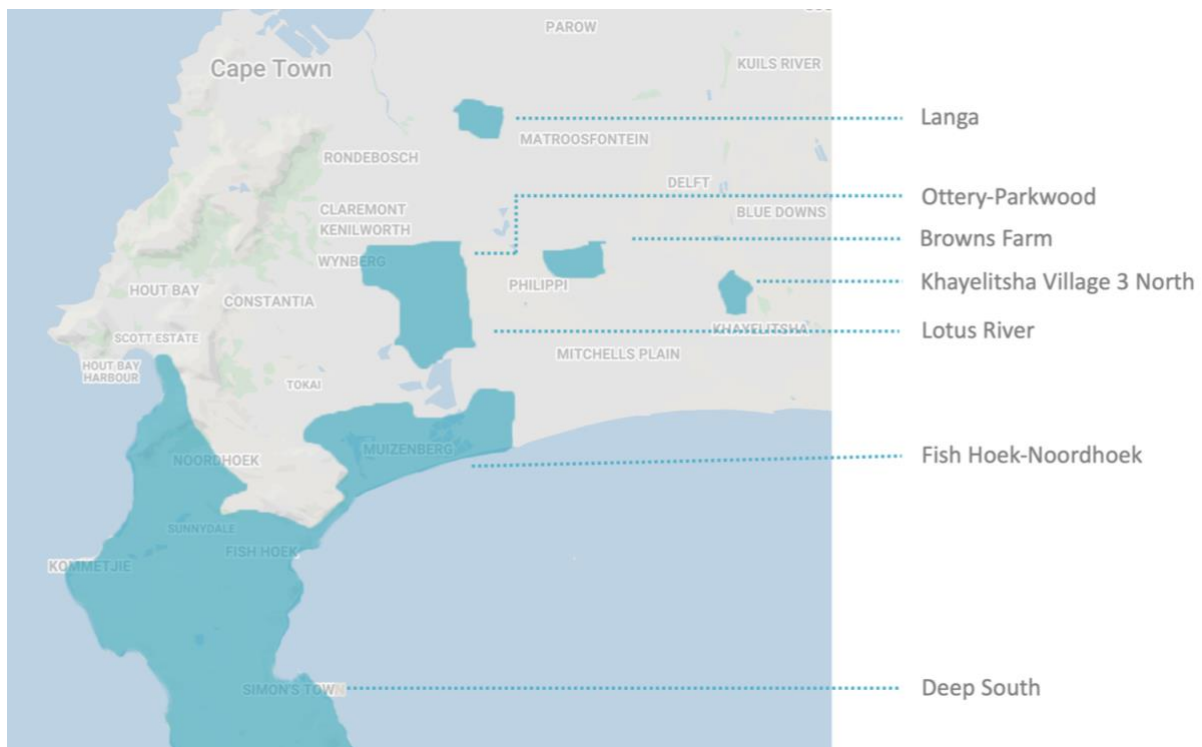 PAROW
KUILS RIVER
Cape Town
Langa
MATROOSFONTEIN
RONDEBOSCH
DELFT
Ottery-Parkwood
CLAREMONT
BLUE DOWNS
KENILWORTH
Browns Farm
WYNBERG
Khayelitsha Village 3 North
PHILIPPI
HOUT BAY
CONSTANTIA
KHAYELITSHA
Lotus River
SCOTT ESTATE
MITCHELLS PLAIN
HOUT BAY
HARBOUR
TOKAI
MUIZENBERG
Fish Hoek-Noordhoek
NOORDHOEK
SUNNYDALE
FISH HOEK
KOMMETJIE
SIMON'S TOWN
Deep South